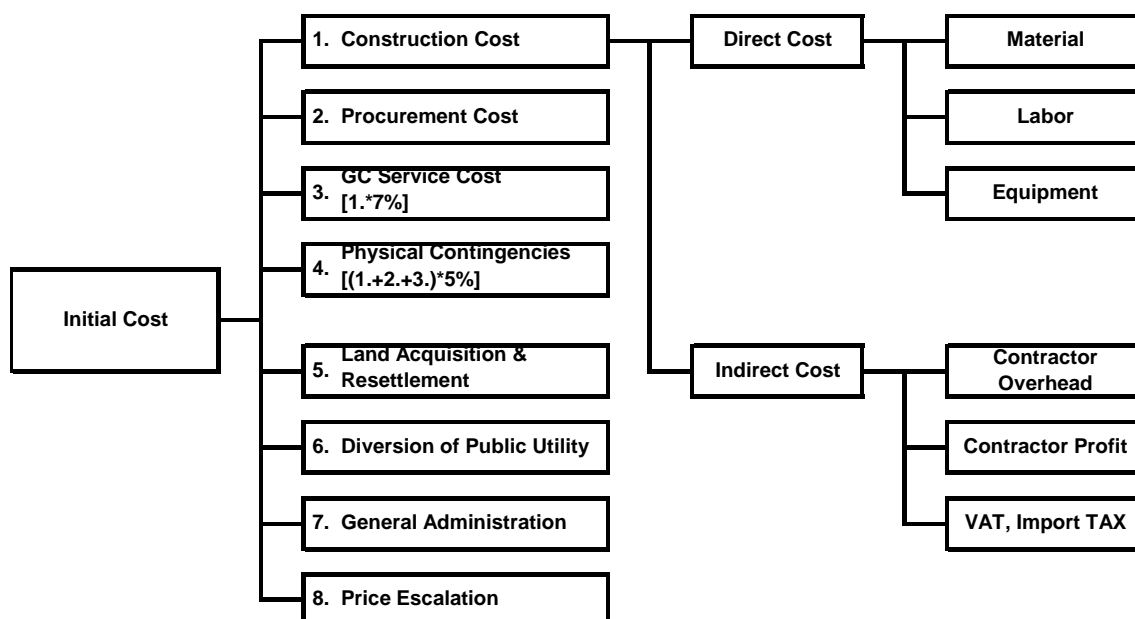 Initial Cost
1. Construction Cost
2. Procurement Cost
3. GC Service Cost
[1.*7%]
4. Physical Contingencies
[(1.+2.+3.)*5%]
5. Land Acquisition &
Resettlement
6. Diversion of Public Utility
7. General Administration
8. Price Escalation
Direct Cost
Material
Labor
Equipment
Indirect Cost
Contractor
Overhead
Contractor Profit
VAT, Import TAX